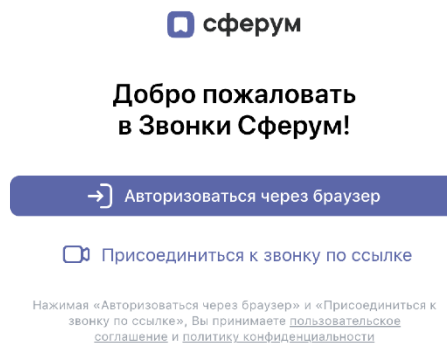 сферум
Добро пожаловать
в Звонки Сферум!
Авторизоваться через браузер
Присоединиться к звонку по ссылке
Нажимая «Авторизоваться через браузер» и «Присоединиться к
звонку по ссылке», Вы принимаете пользовательское
соглашение и политику конфиденциальности